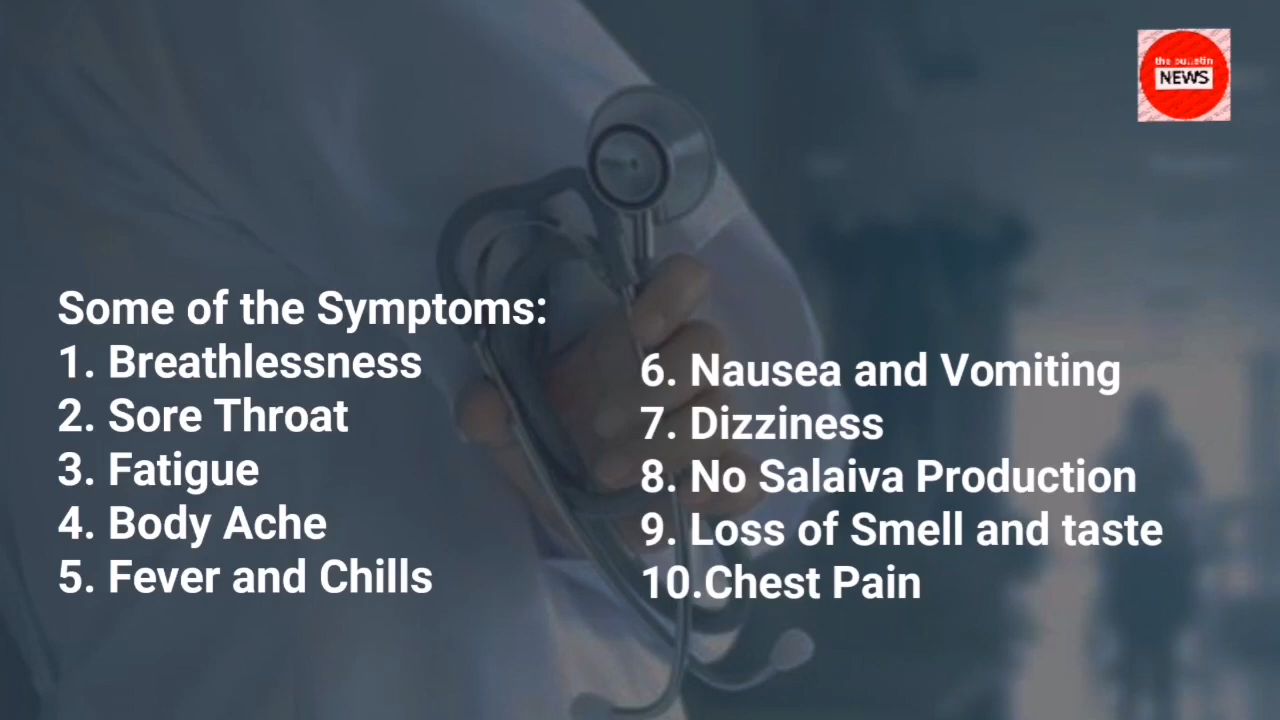 the bulletin
NEWS
Some of the Symptoms:
1. Breathlessness
2. Sore Throat
3. Fatigue
4. Body Ache
5. Fever and Chills
6. Nausea and Vomiting
7. Dizziness
8. No Salaiva Production
9. Loss of Smell and taste
10.Chest Pain